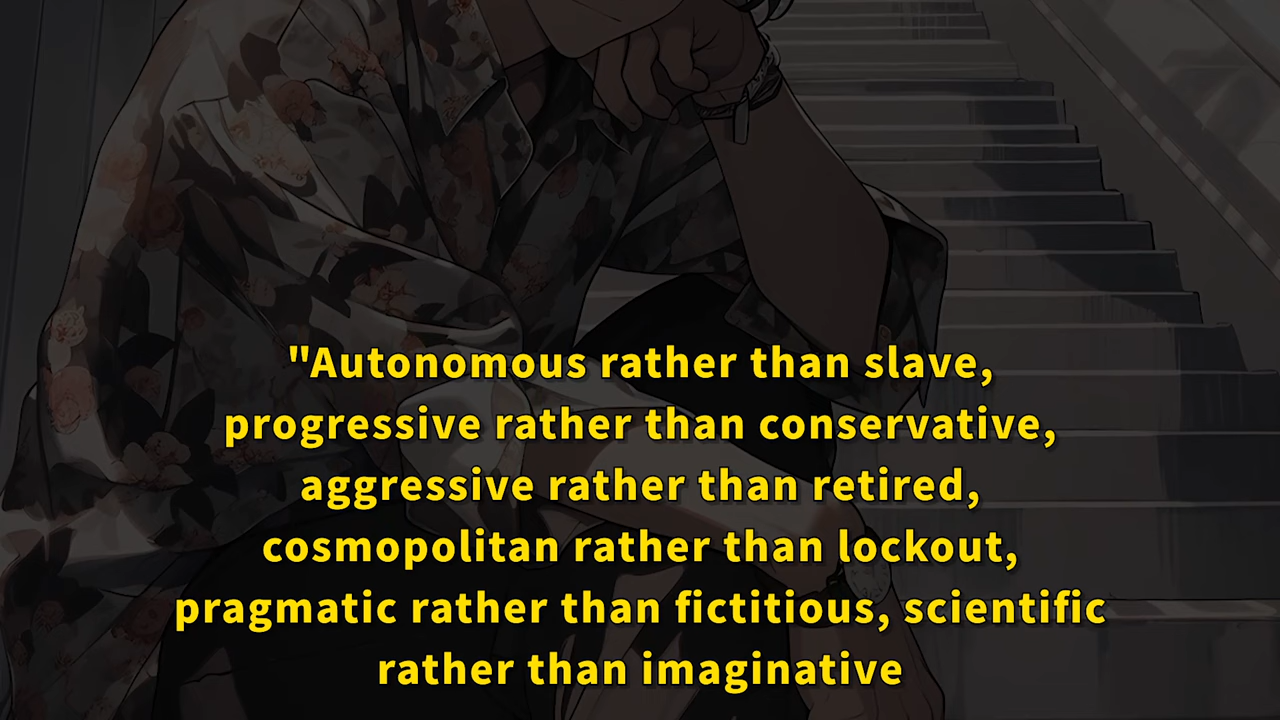 "Autonomous rather than slave,
progressive rather than conservative,
aggressive rather than retired,
cosmopolitan rather than lockout,
pragmatic rather than fictitious, scientific
rather than imaginative